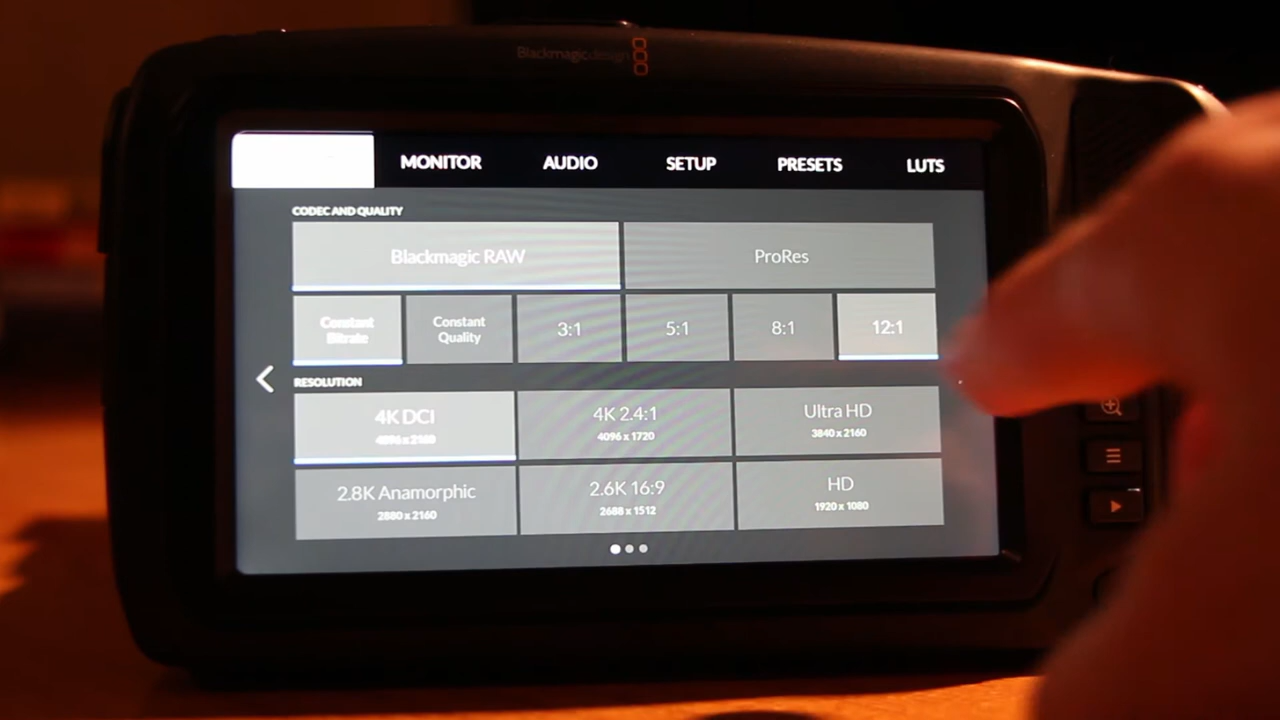 Blackmagicdesign
MONITOR AUDIO SETUP PRESETS LUTS
CODEC AND QUALITY
Blackmagic RAW ProRes
Constant Bitrate Constant Quality 3:1 5:1 8:1 12:1
RESOLUTION
4K DCI 4K 2.4:1 Ultra HD
4096 x 2160 4096 x 1720 3840 x 2160
2.8K Anamorphic 2.6K 16:9 HD
2880 x 2160 2688 x 1512 1920 x 1080